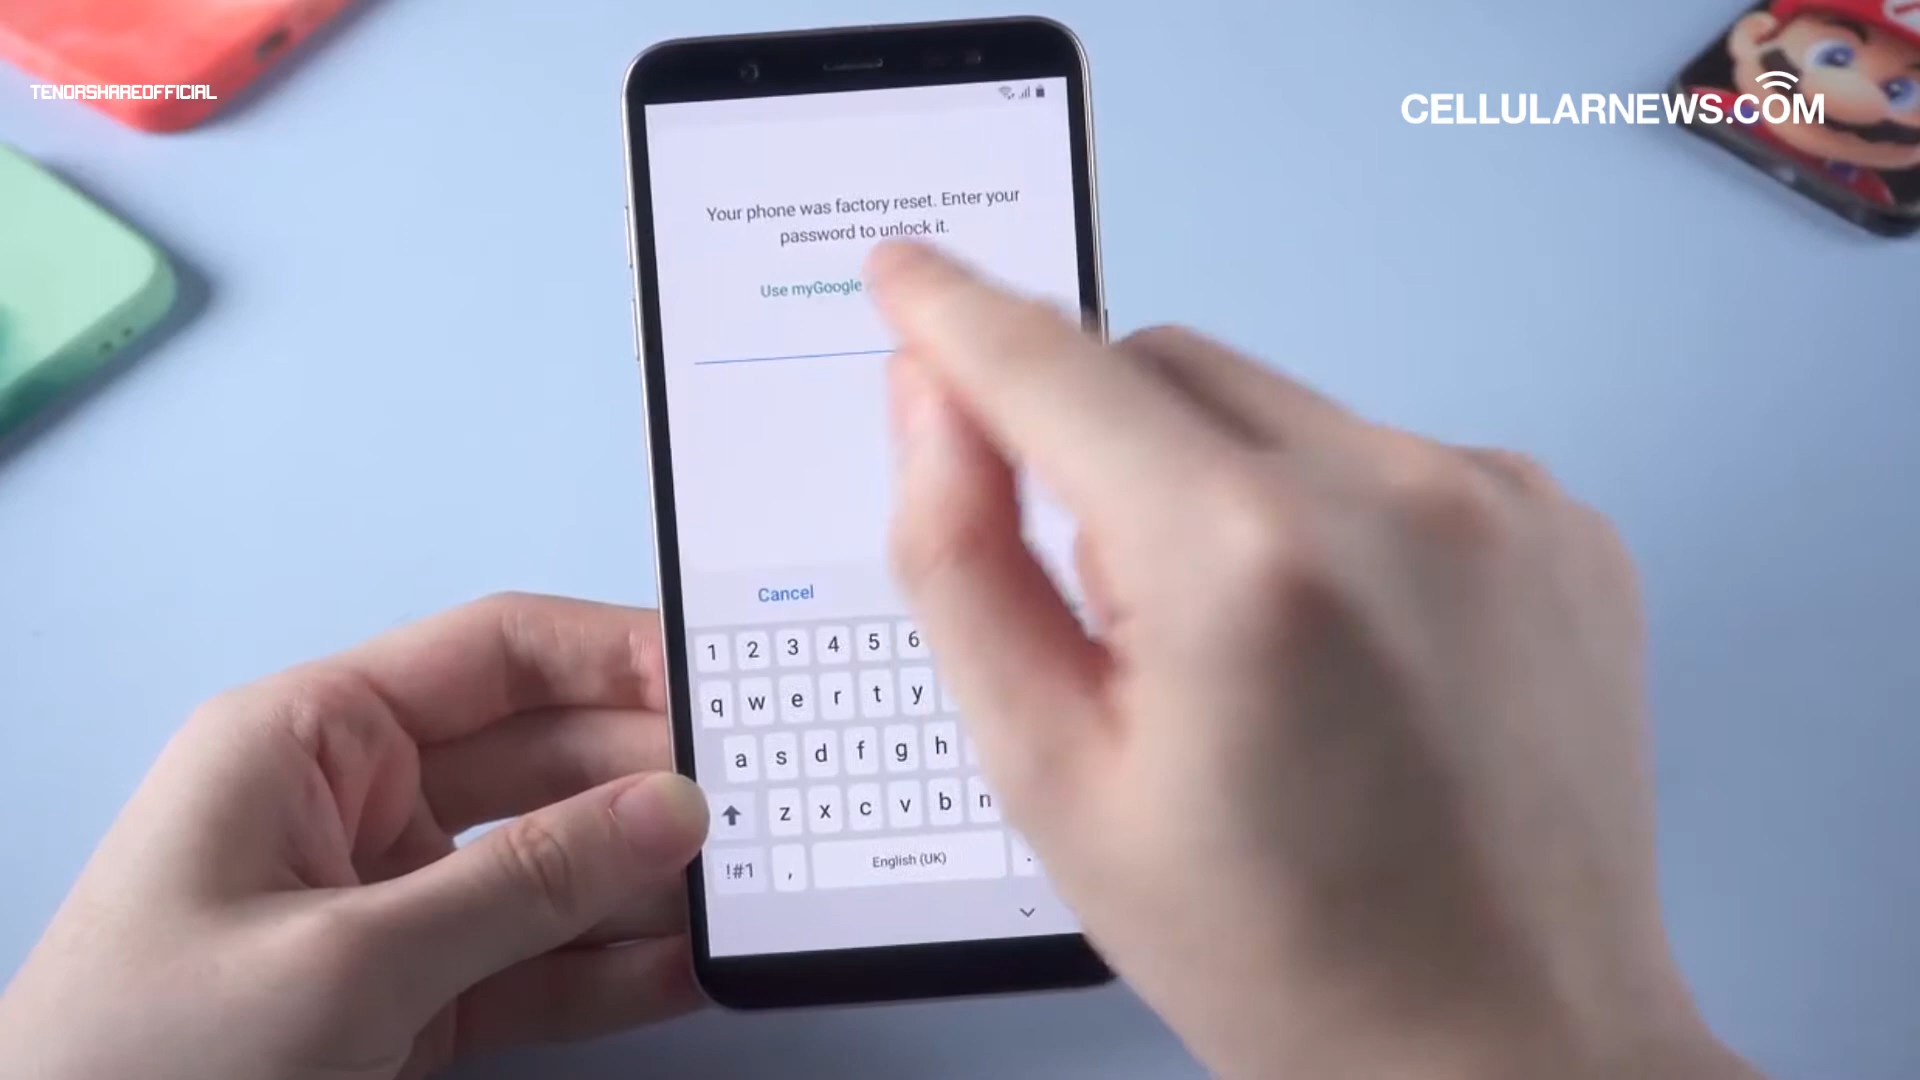 TENORSHAREOFFICIAL
CELLULARNEWS.COM
Your phone was factory reset. Enter your
password to unlock it.
Use myGoogle
Cancel
1 2 3 4 5 6
q w e r t y
a s d f g h
z x c v b n
!#1 , English (UK) .